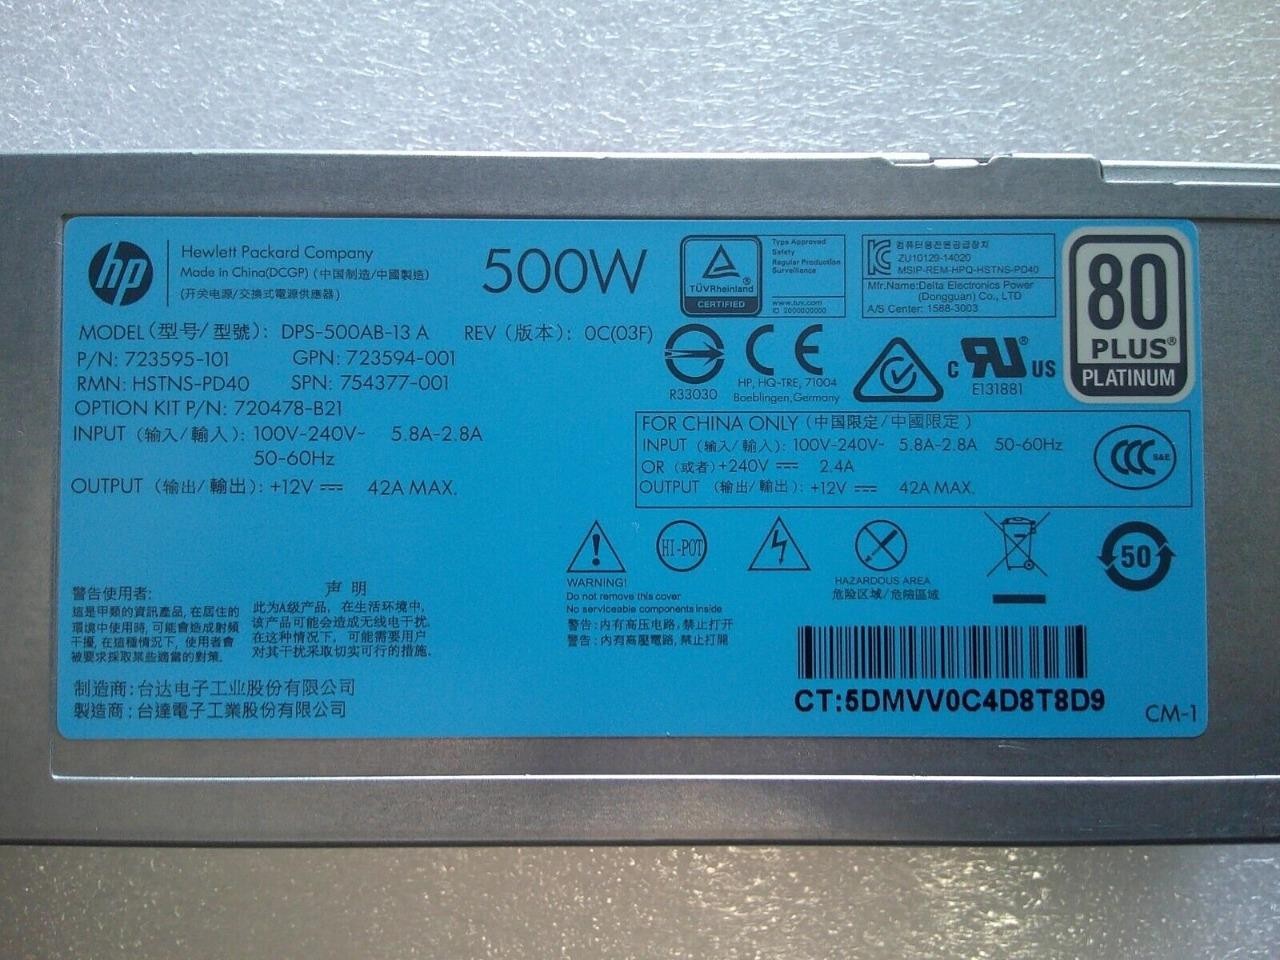 hp
Hewlett Packard Company
Made in China(DCGP) (中国制造/中國製造)
(开关电源/交換式電源供應器)
500W
MODEL(型号/型號): DPS-500AB-13 A REV (版本): 0C(03F)
P/N: 723595-101 GPN: 723594-001
RMN: HSTNS-PD40 SPN: 754377-001
OPTION KIT P/N: 720478-B21
INPUT (输入/輸入): 100V-240V~ 5.8A-2.8A
50-60Hz
OUTPUT (输出/輸出): +12V ⎓ 42A MAX.
TÜVRheinland
CERTIFIED
Type Approved
Safety
Regular Production
Surveillance
www.tuv.com
ID 2000000000
컴퓨터용전원공급장치
ZU10129-14020
MSIP-REM-HPQ-HSTNS-PD40
Mfr.Name:Delta Electronics Power
(Dongguan) Co., LTD
A/S Center: 1588-3003
80
PLUS®
PLATINUM
R33030
CE
HP, HQ-TRE, 71004
Boeblingen,Germany
c RU® US
E131881
FOR CHINA ONLY (中国限定/中國限定)
INPUT (输入/輸入): 100V-240V~ 5.8A-2.8A 50-60Hz
OR (或者)+240V ⎓ 2.4A
OUTPUT (输出/輸出): +12V ⎓ 42A MAX.
CCC S&E
HI-POT
50
WARNING!
Do not remove this cover
No serviceable components inside
警告:内有高压电路,禁止打开
警告:內有高壓電路,禁止打開
HAZARDOUS AREA
危险区域/危險區域
警告使用者:
這是甲類的資訊產品,在居住的
環境中使用時,可能會造成射頻
干擾,在這種情況下,使用者會
被要求採取某些適當的對策.
声 明
此为A级产品,在生活环境中,
该产品可能会造成无线电干扰.
在这种情况下,可能需要用户
对其干扰采取切实可行的措施.
制造商:台达电子工业股份有限公司
製造商:台達電子工業股份有限公司
CT:5DMVV0C4D8T8D9
CM-1